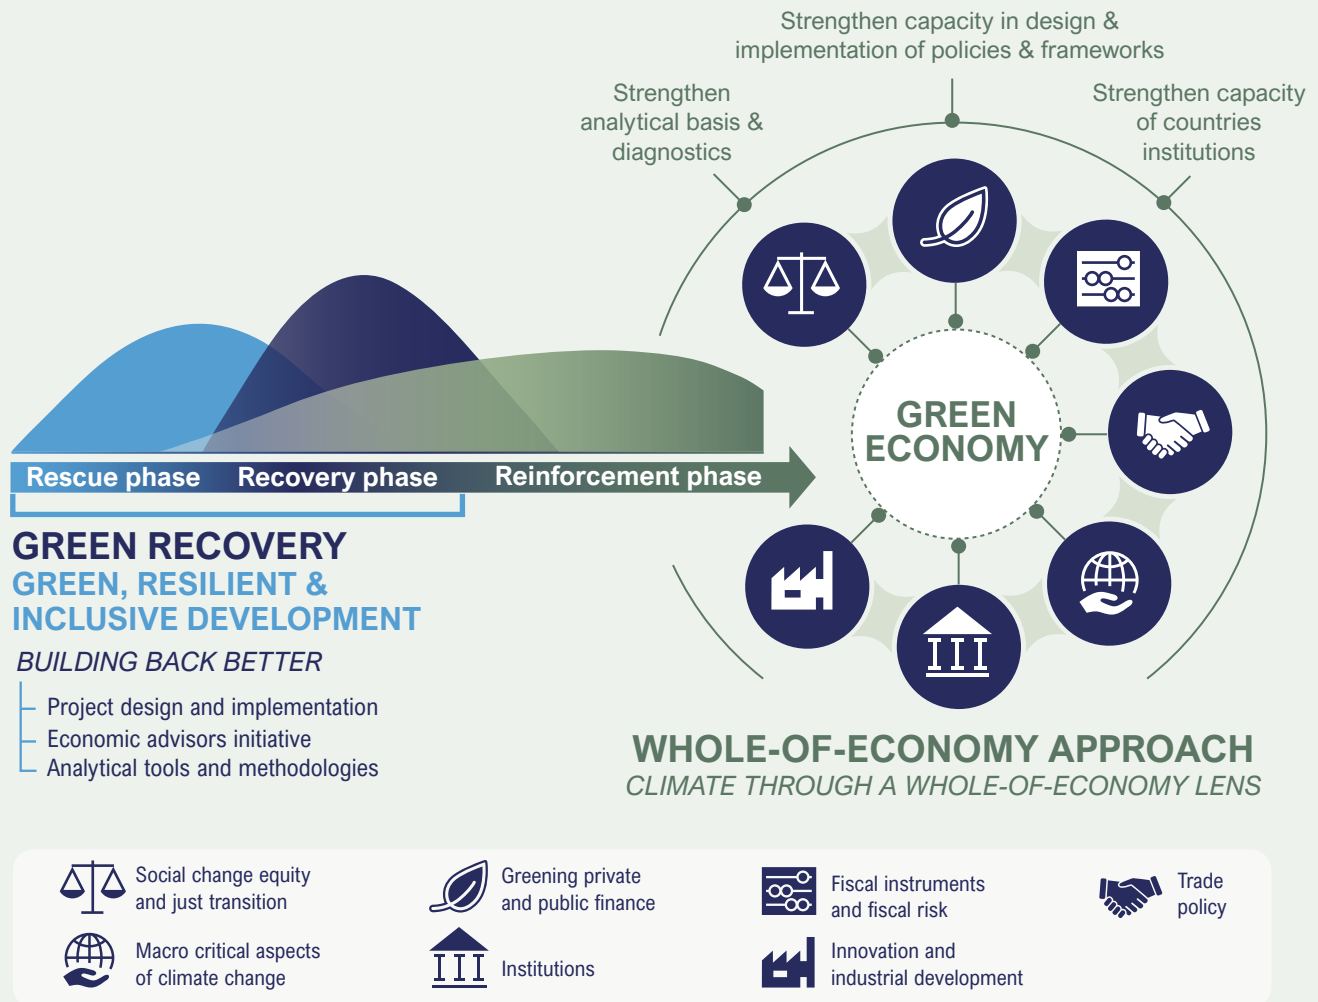 Strengthen capacity in design &
implementation of policies & frameworks
Strengthen
analytical basis &
diagnostics
Strengthen capacity
of countries
institutions
GREEN
ECONOMY
Rescue phase
Recovery phase
Reinforcement phase
GREEN RECOVERY
GREEN, RESILIENT &
INCLUSIVE DEVELOPMENT
BUILDING BACK BETTER
Project design and implementation
Economic advisors initiative
Analytical tools and methodologies
WHOLE-OF-ECONOMY APPROACH
CLIMATE THROUGH A WHOLE-OF-ECONOMY LENS
Social change equity
and just transition
Greening private
and public finance
Fiscal instruments
and fiscal risk
Trade
policy
Macro critical aspects
of climate change
Institutions
Innovation and
industrial development